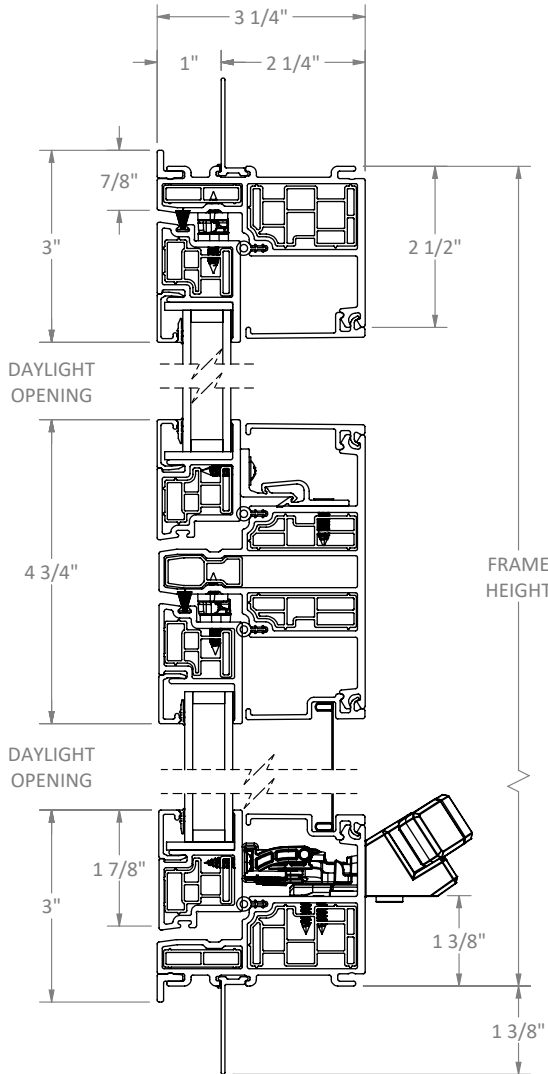 3 1/4"
1"
2 1/4"
7/8"
3"
2 1/2"
DAYLIGHT
OPENING
4 3/4"
FRAME
HEIGHT
DAYLIGHT
OPENING
1 7/8"
3"
1 3/8"
1 3/8"